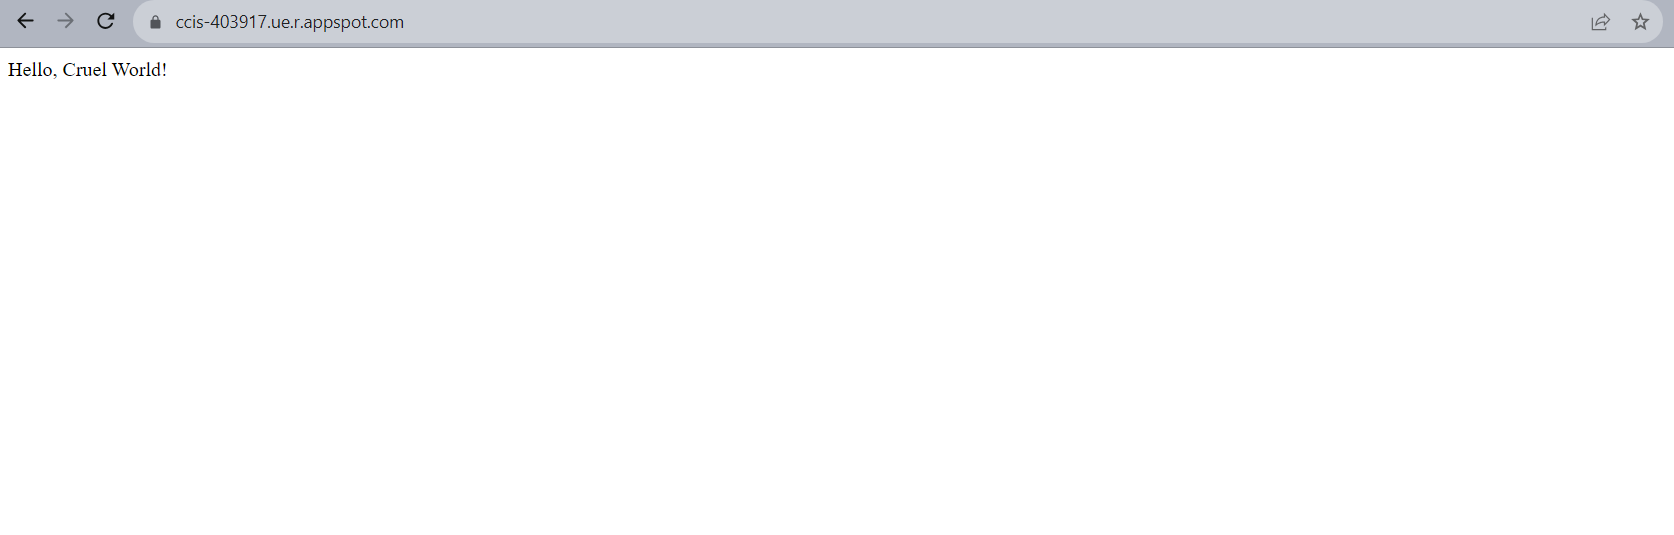 ccis-403917.ue.r.appspot.com
Hello, Cruel World!